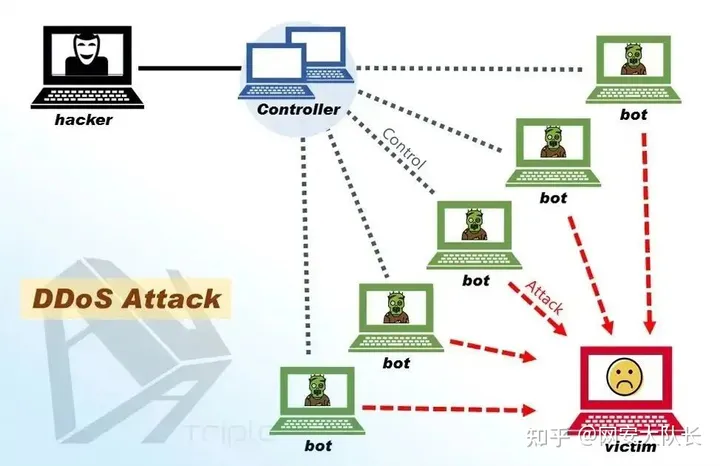 hacker
Controller
bot
Control
bot
bot
Attack
DDoS Attack
bot
bot
victim
知乎 @网安大队长